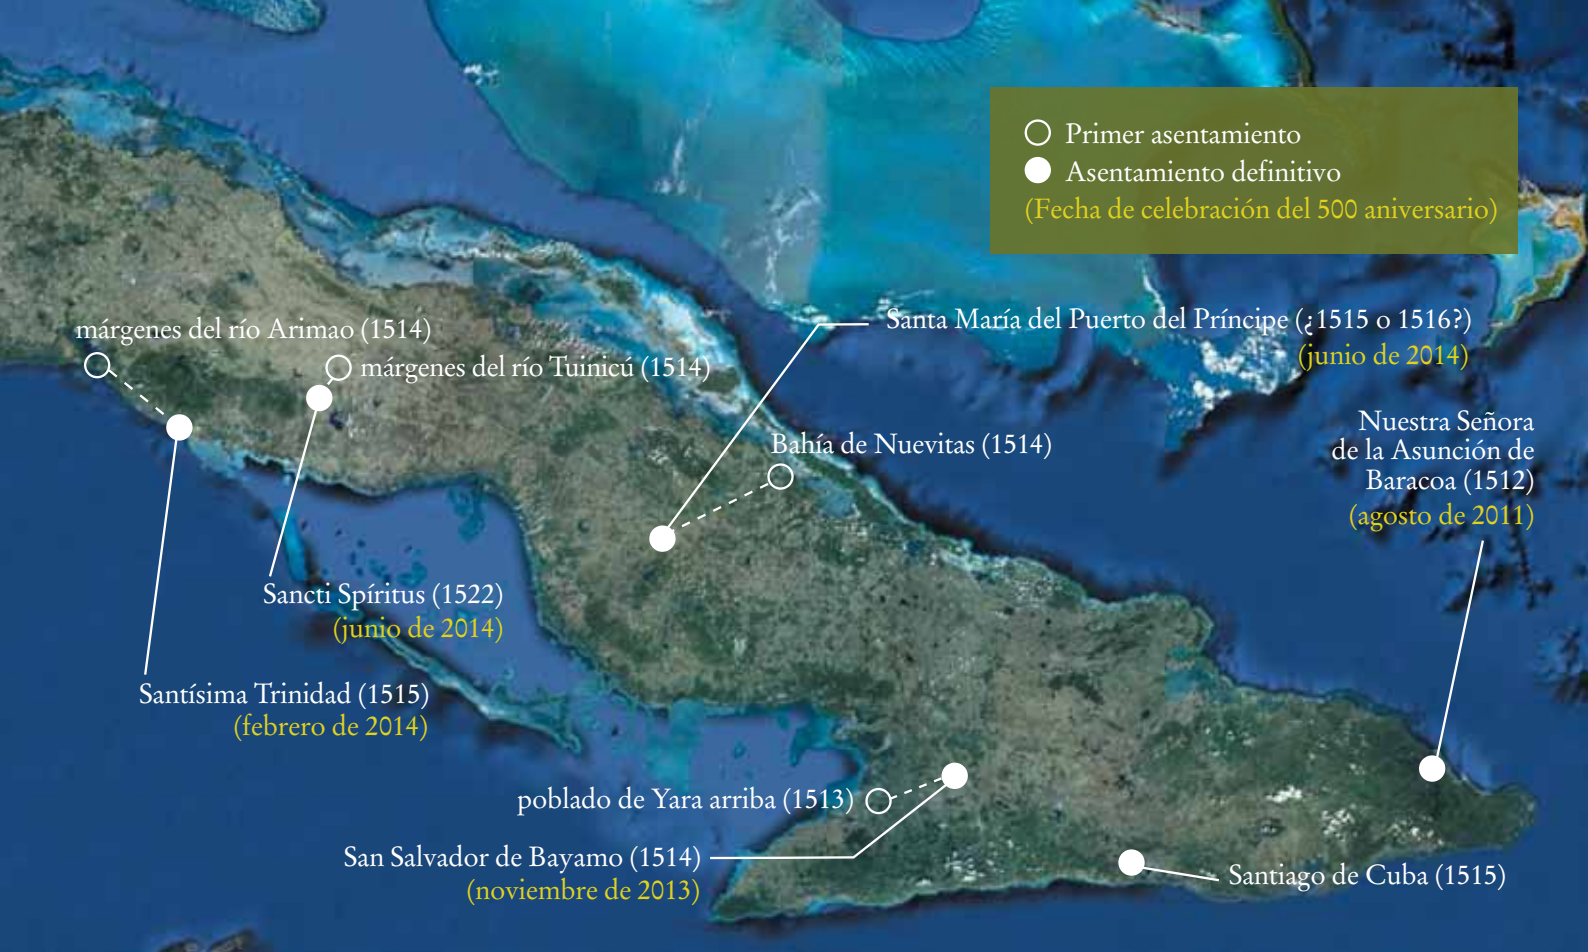 Primer asentamiento
Asentamiento definitivo
(Fecha de celebración del 500 aniversario)
márgenes del río Arimao (1514)
márgenes del río Tuinicú (1514)
Santa María del Puerto del Príncipe (¿1515 o 1516?)
(junio de 2014)
Bahía de Nuevitas (1514)
Nuestra Señora
de la Asunción de
Baracoa (1512)
(agosto de 2011)
Sancti Spíritus (1522)
(junio de 2014)
Santísima Trinidad (1515)
(febrero de 2014)
poblado de Yara arriba (1513)
San Salvador de Bayamo (1514)
(noviembre de 2013)
Santiago de Cuba (1515)